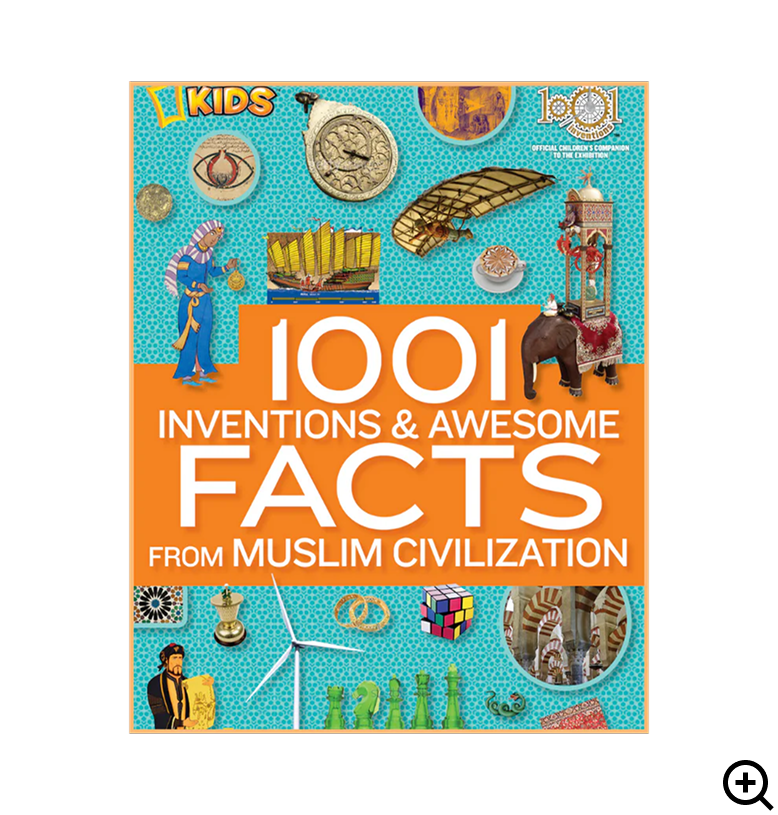 KIDS
1001
inventions
OFFICIAL CHILDREN'S COMPANION
TO THE EXHIBITION
1001
INVENTIONS & AWESOME
FACTS
FROM MUSLIM CIVILIZATION